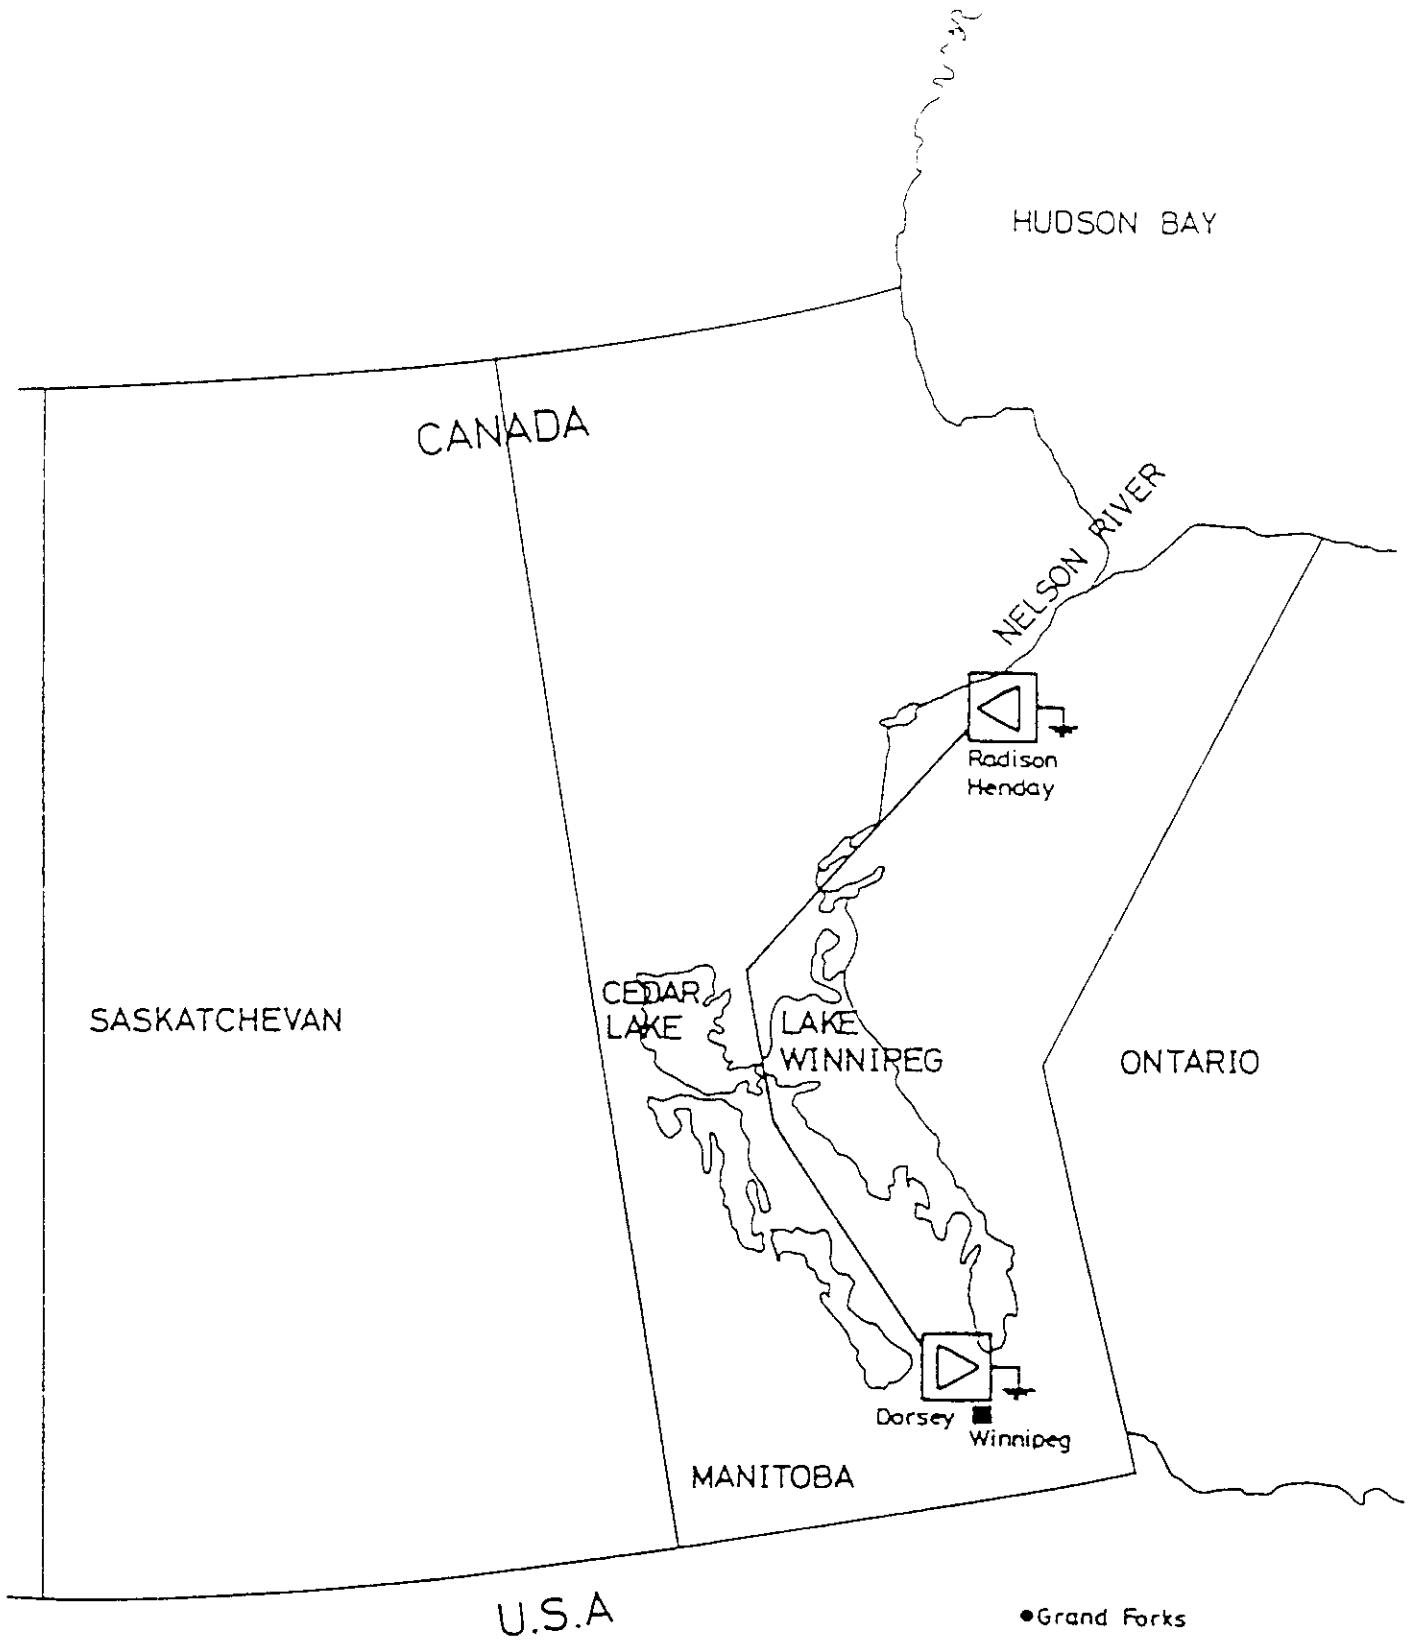 HUDSON BAY
CANADA
NELSON RIVER
Radison
Henday
CEDAR
LAKE
SASKATCHEVAN
LAKE
WINNIPEG
ONTARIO
Dorsey
Winnipeg
MANITOBA
U.S.A
Grand Forks